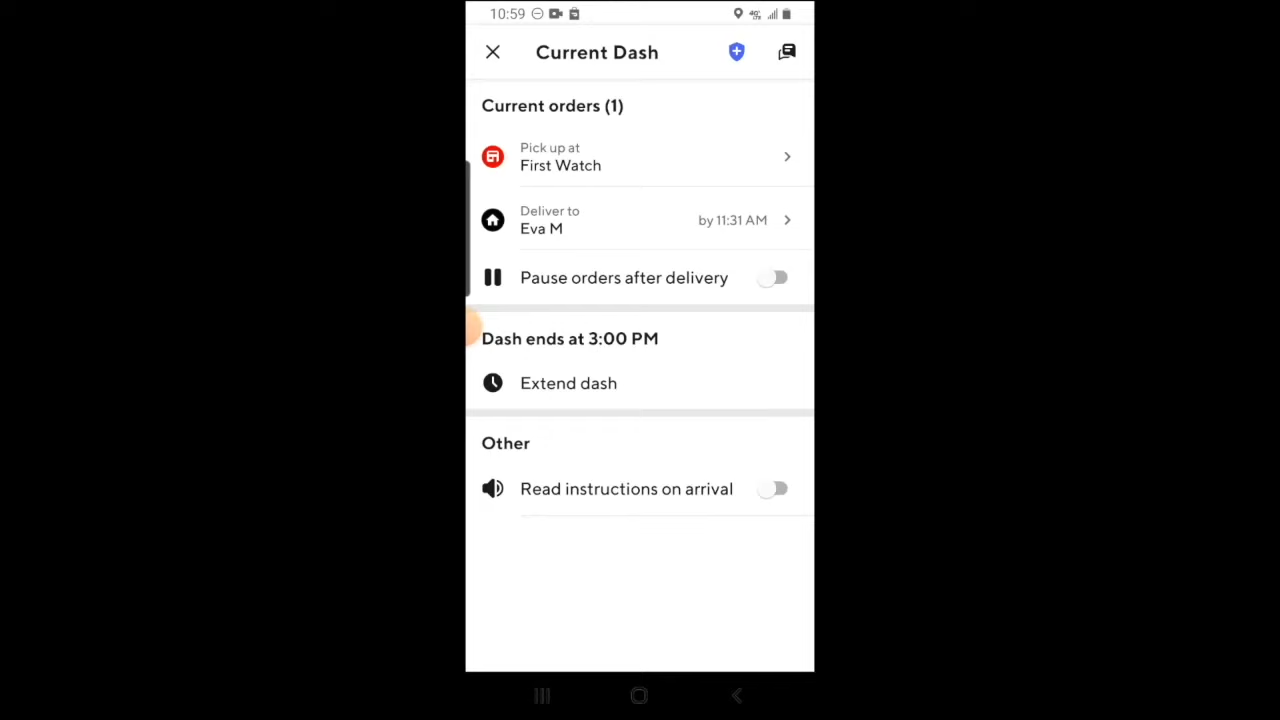 10:59
Current Dash
Current orders (1)
Pick up at
First Watch
Deliver to
Eva M
by 11:31 AM
Pause orders after delivery
Dash ends at 3:00 PM
Extend dash
Other
Read instructions on arrival